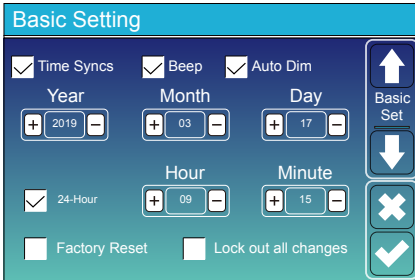 Basic Setting
Time Syncs Beep Auto Dim
Year Month Day
+ 2019 − + 03 − + 17 −
Basic
Set
Hour Minute
24-Hour + 09 − + 15 −
Factory Reset Lock out all changes